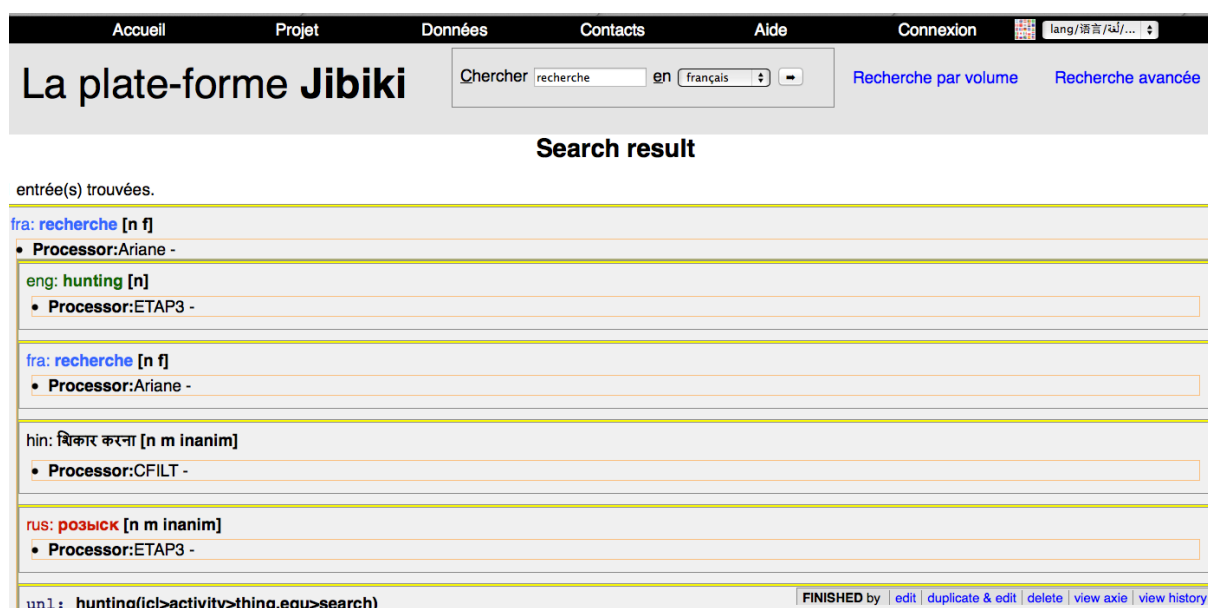 Accueil Projet Données Contacts Aide Connexion lang/语言/لُغة/...
La plate-forme Jibiki Chercher recherche en français Recherche par volume Recherche avancée
Search result
entrée(s) trouvées.
fra: recherche [n f]
• Processor:Ariane -
eng: hunting [n]
• Processor:ETAP3 -
fra: recherche [n f]
• Processor:Ariane -
hin: शिकार करना [n m inanim]
• Processor:CFILT -
rus: розыск [n m inanim]
• Processor:ETAP3 -
unl: hunting(icl>activity>thing,equ>search) FINISHED by | edit | duplicate & edit | delete | view axie | view history